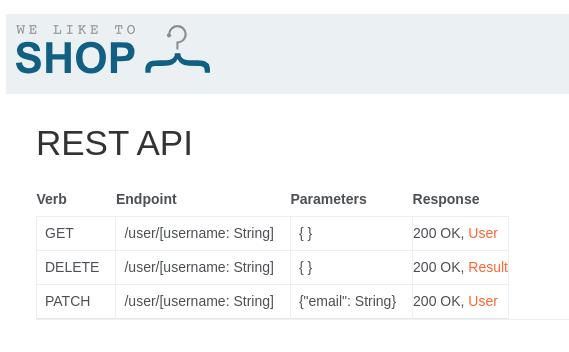 WE LIKE TO
SHOP
REST API
Verb Endpoint Parameters Response
GET /user/[username: String] { } 200 OK, User
DELETE /user/[username: String] { } 200 OK, Result
PATCH /user/[username: String] {"email": String} 200 OK, User